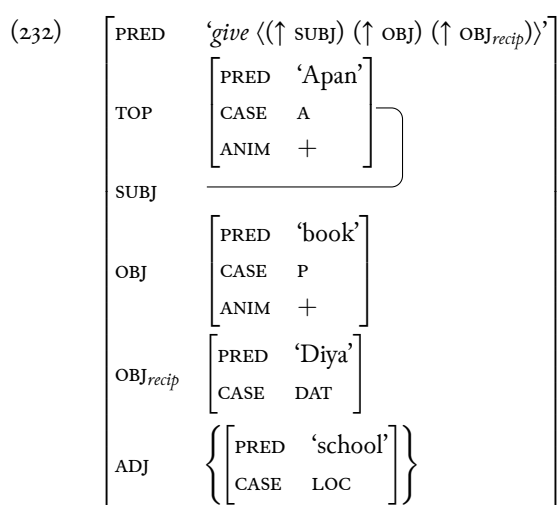 (232) PRED ‘give ⟨(↑ SUBJ) (↑ OBJ) (↑ OBJrecip)⟩’
PRED ‘Apan’
TOP CASE A
ANIM +
SUBJ
PRED ‘book’
OBJ CASE P
ANIM +
PRED ‘Diya’
OBJrecip
CASE DAT
PRED ‘school’
ADJ
CASE LOC